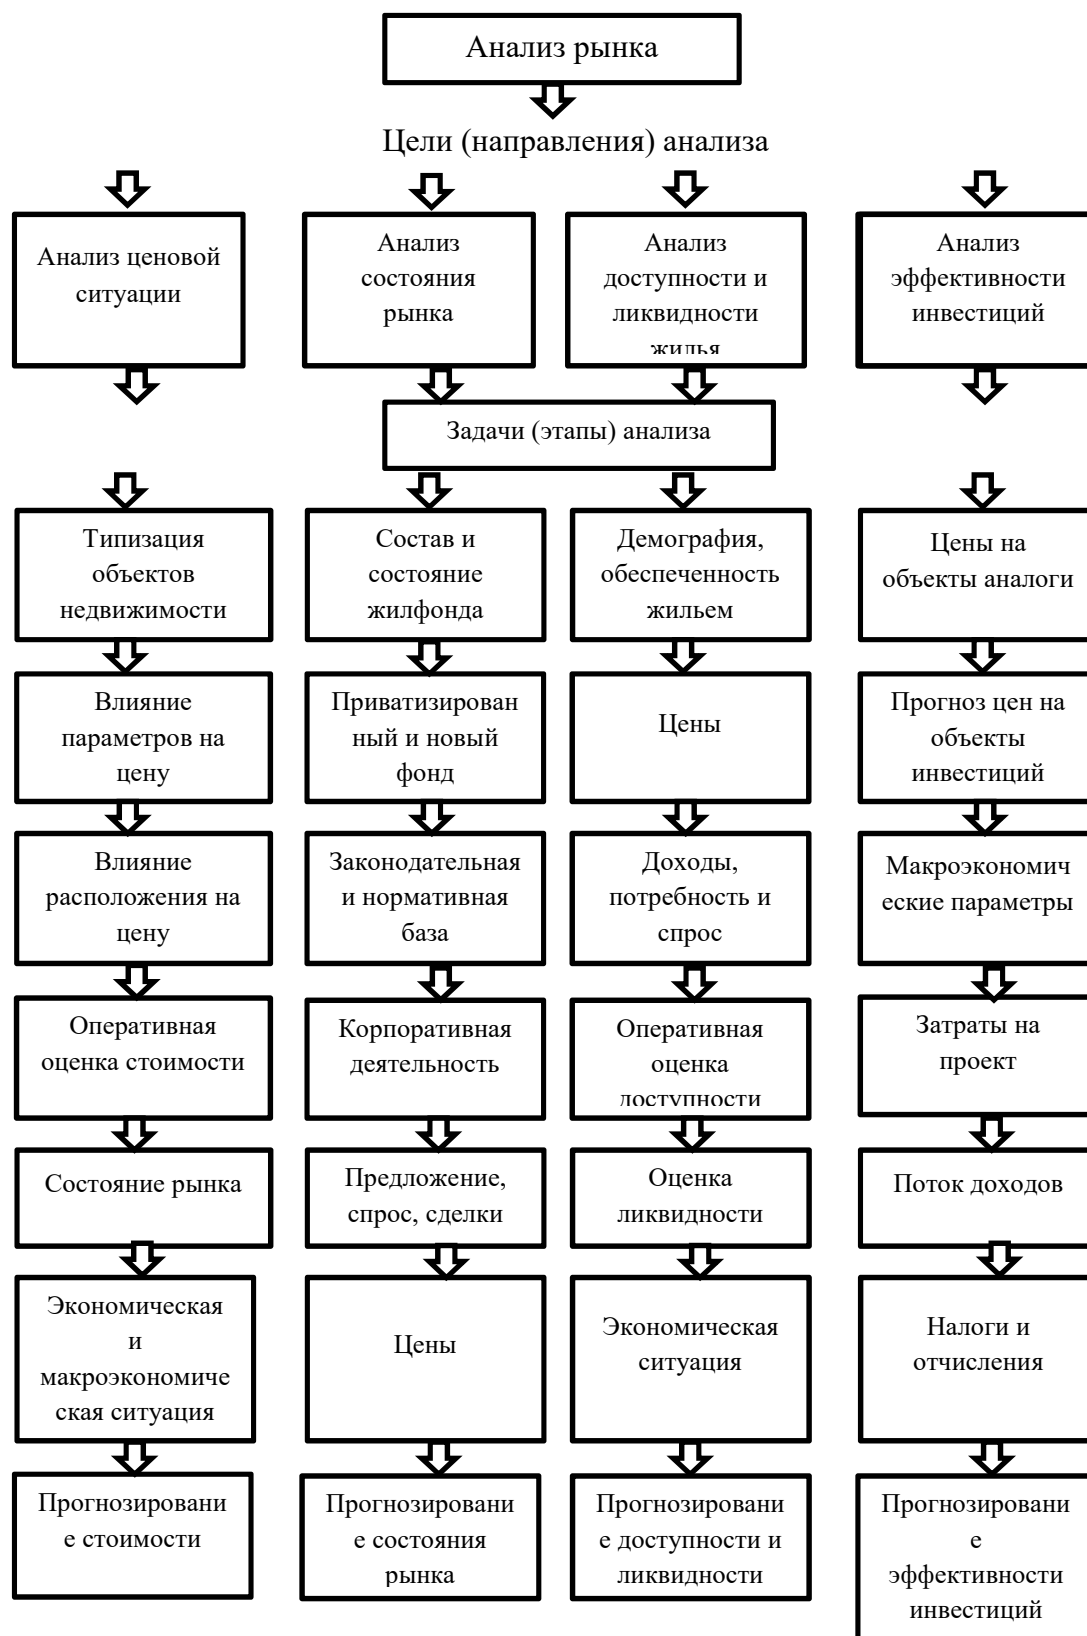 Анализ рынка
Цели (направления) анализа
Анализ ценовой
ситуации
Анализ
состояния
рынка
Анализ
доступности и
ликвидности
жилья
Анализ
эффективности
инвестиций
Задачи (этапы) анализа
Типизация
объектов
недвижимости
Состав и
состояние
жилфонда
Демография,
обеспеченность
жильем
Цены на
объекты аналоги
Влияние
параметров на
цену
Приватизирован
ный и новый
фонд
Цены
Прогноз цен на
объекты
инвестиций
Влияние
расположения на
цену
Законодательная
и нормативная
база
Доходы,
потребность и
спрос
Макроэкономич
еские параметры
Оперативная
оценка стоимости
Корпоративная
деятельность
Оперативная
оценка
доступности
Затраты на
проект
Состояние рынка
Предложение,
спрос, сделки
Оценка
ликвидности
Поток доходов
Экономическая
и
макроэкономиче
ская ситуация
Цены
Экономическая
ситуация
Налоги и
отчисления
Прогнозировани
е стоимости
Прогнозировани
е состояния
рынка
Прогнозировани
е доступности и
ликвидности
Прогнозировани
е
эффективности
инвестиций